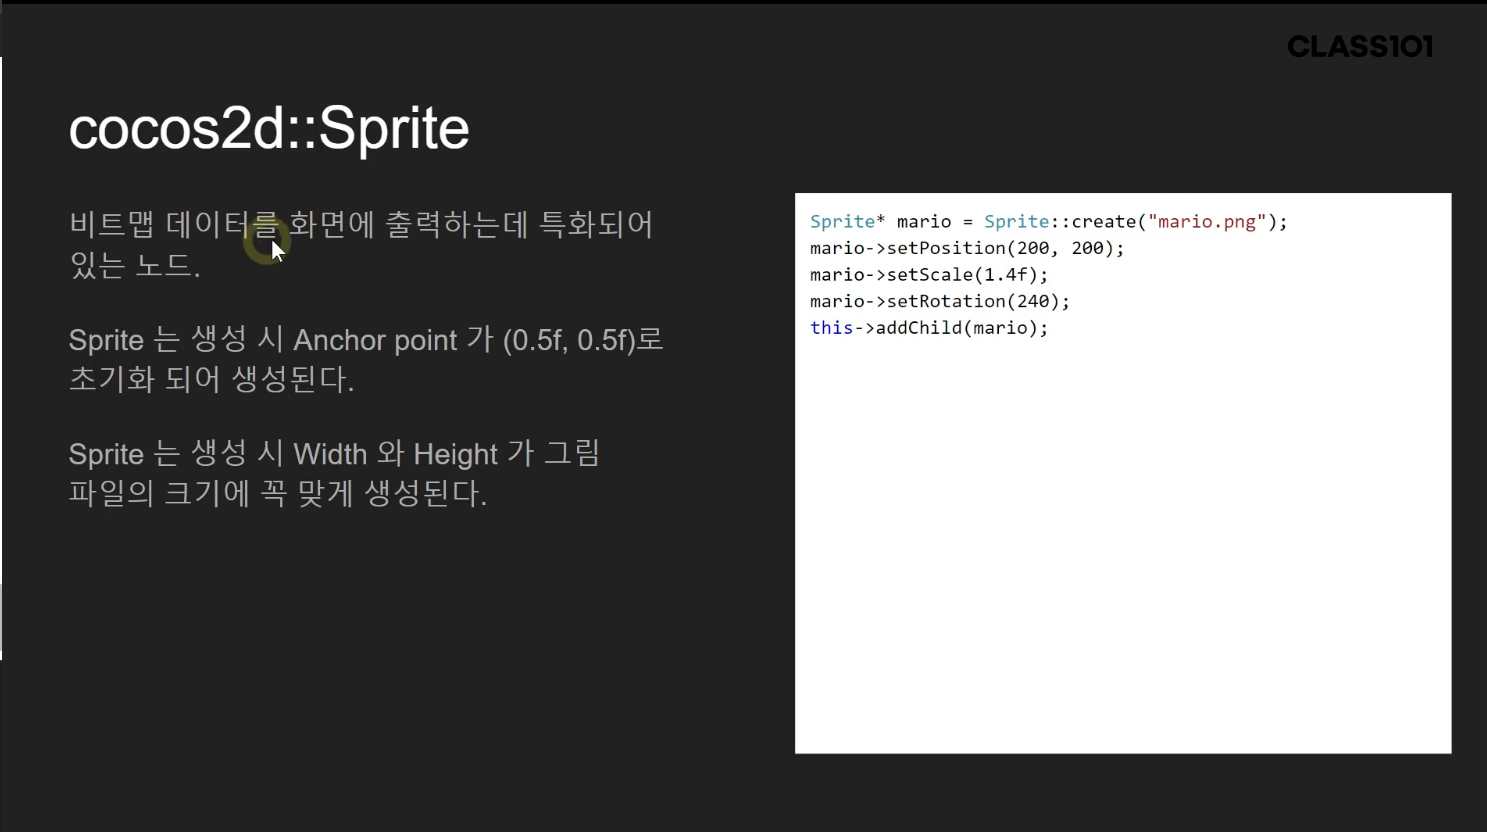 CLASS101
cocos2d::Sprite
비트맵 데이터를 화면에 출력하는데 특화되어
있는 노드.
Sprite 는 생성 시 Anchor point 가 (0.5f, 0.5f)로
초기화 되어 생성된다.
Sprite 는 생성 시 Width 와 Height 가 그림
파일의 크기에 꼭 맞게 생성된다.
Sprite* mario = Sprite::create("mario.png");
mario->setPosition(200, 200);
mario->setScale(1.4f);
mario->setRotation(240);
this->addChild(mario);